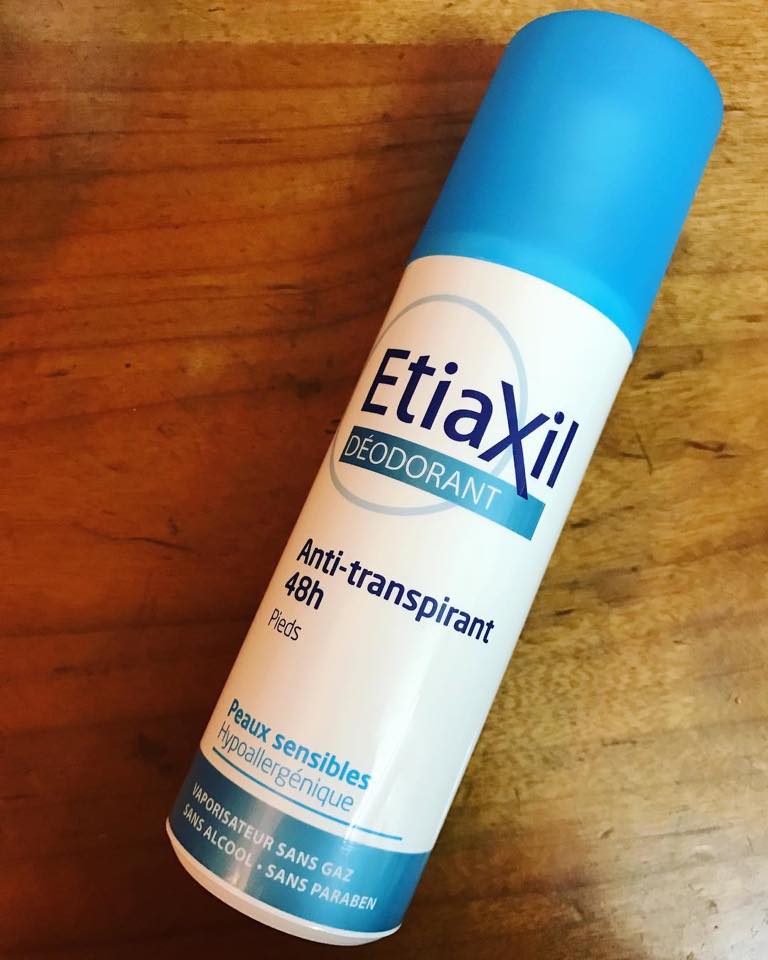 EtiaXil
DÉODORANT
Anti-transpirant
48h
Pieds
Peaux sensibles
Hypoallergénique
VAPORISATEUR SANS GAZ
SANS ALCOOL • SANS PARABEN